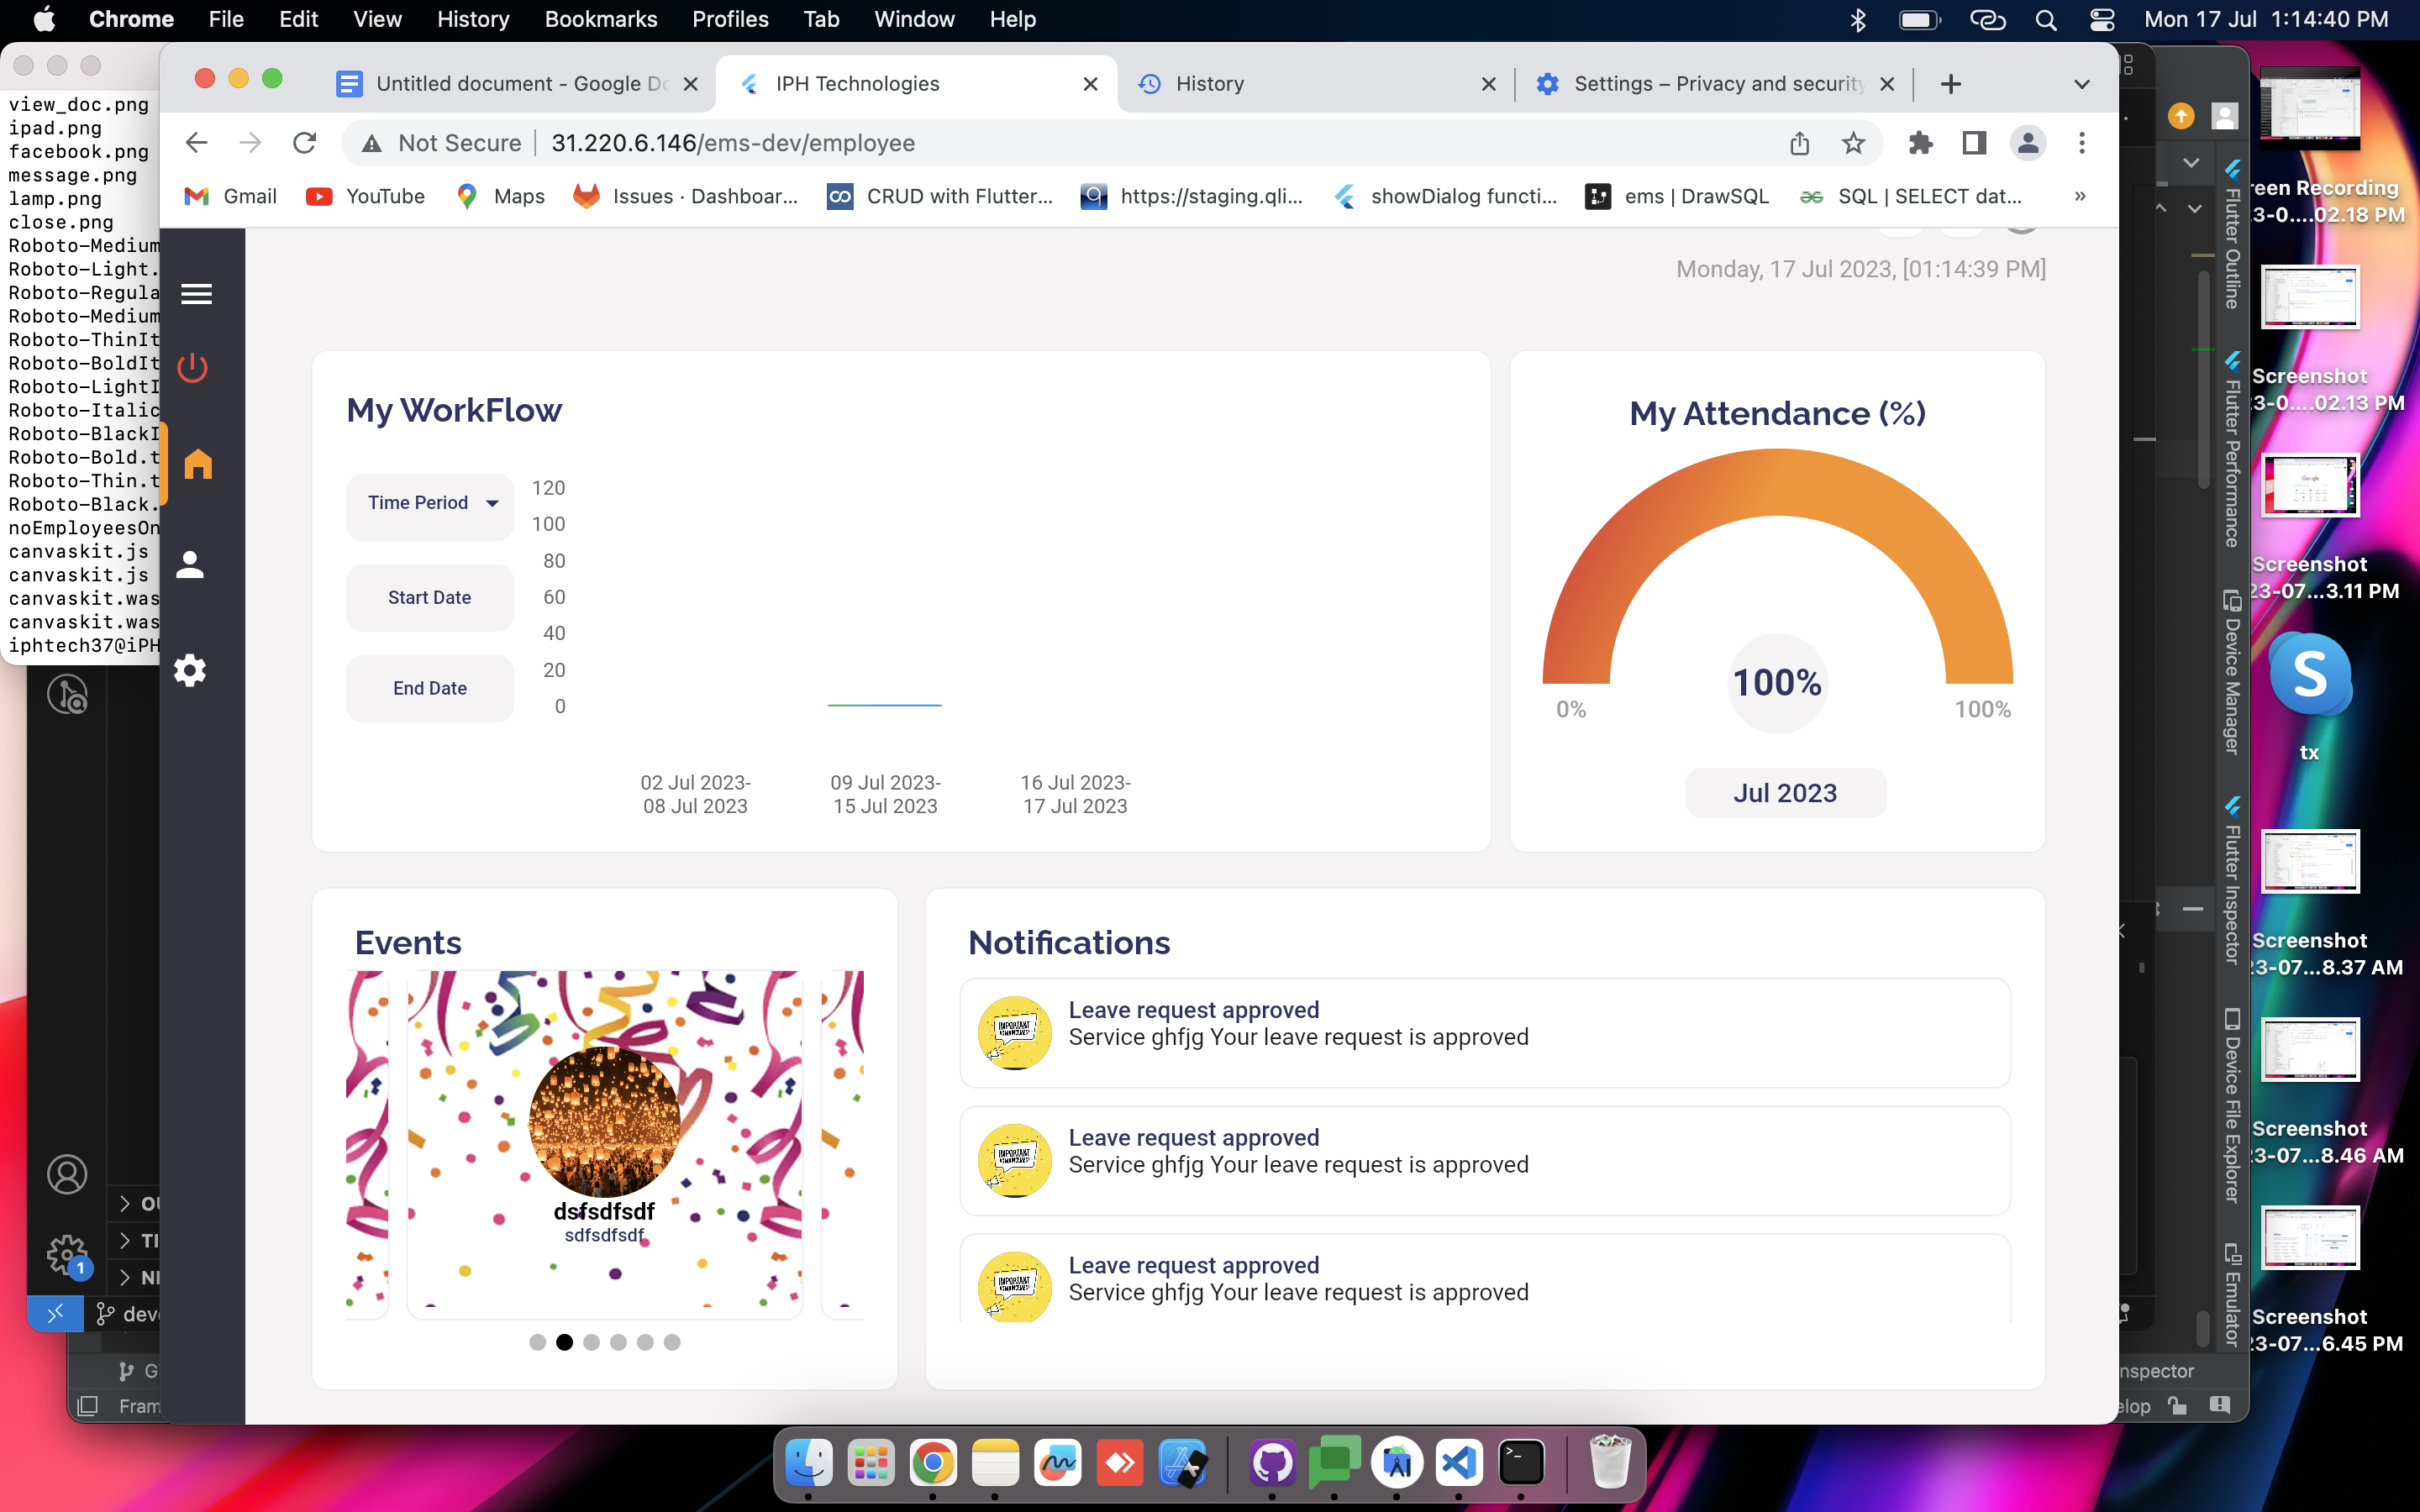 Chrome File Edit View History Bookmarks Profiles Tab Window Help
Mon 17 Jul 1:14:40 PM
view_doc.png
ipad.png
facebook.png
message.png
lamp.png
close.png
Roboto-Medium
Roboto-Light.
Roboto-Regula
Roboto-Medium
Roboto-ThinIt
Roboto-BoldIt
Roboto-LightI
Roboto-Italic
Roboto-BlackI
Roboto-Bold.t
Roboto-Thin.t
Roboto-Black.
noEmployeesOn
canvaskit.js
canvaskit.js
canvaskit.was
canvaskit.was
iphtech37@iPH
Untitled document - Google Do
IPH Technologies
History
Settings – Privacy and security
Not Secure 31.220.6.146/ems-dev/employee
Gmail YouTube Maps Issues · Dashboar... CRUD with Flutter... https://staging.qli... showDialog functi... ems | DrawSQL SQL | SELECT dat... »
Monday, 17 Jul 2023, [01:14:39 PM]
My WorkFlow
Time Period
Start Date
End Date
120
100
80
60
40
20
0
02 Jul 2023-
08 Jul 2023
09 Jul 2023-
15 Jul 2023
16 Jul 2023-
17 Jul 2023
My Attendance (%)
100%
0%
100%
Jul 2023
Events
dsfsdfsdf
sdfsdfsdf
Notifications
IMPORTANT
Leave request approved
Service ghfjg Your leave request is approved
IMPORTANT
Leave request approved
Service ghfjg Your leave request is approved
IMPORTANT
Leave request approved
Service ghfjg Your leave request is approved
OU
TI
NI
1
deve
G
Fram
Flutter Outline
Flutter Performance
Device Manager
Flutter Inspector
Device File Explorer
Emulator
nspector
elop
reen Recording
3-0....02.18 PM
Screenshot
3-0....02.13 PM
Screenshot
23-07...3.11 PM
S
tx
Screenshot
3-07...8.37 AM
Screenshot
3-07...8.46 AM
Screenshot
3-07...6.45 PM